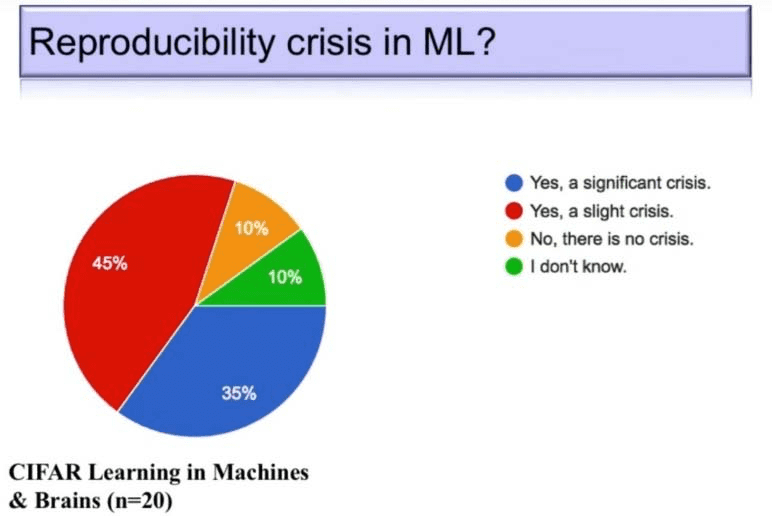 Reproducibility crisis in ML?
Yes, a significant crisis.
Yes, a slight crisis.
No, there is no crisis.
I don't know.
10%
45%
10%
35%
CIFAR Learning in Machines
& Brains (n=20)